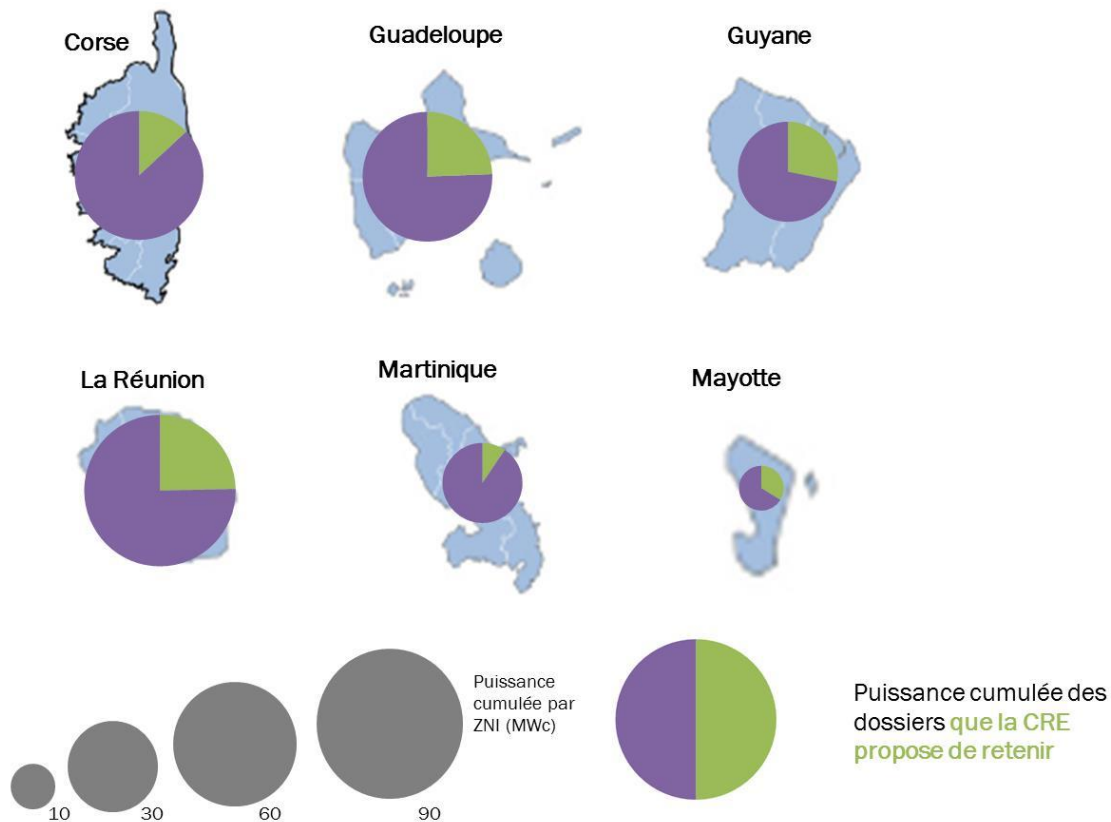 Corse
Guadeloupe
Guyane
La Réunion
Martinique
Mayotte
10
30
60
90
Puissance
cumulée par
ZNI (MWc)
Puissance cumulée des
dossiers que la CRE
propose de retenir